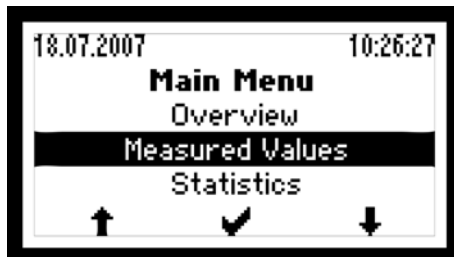 18.07.2007 10:26:27
Main Menu
Overview
Measured Values
Statistics